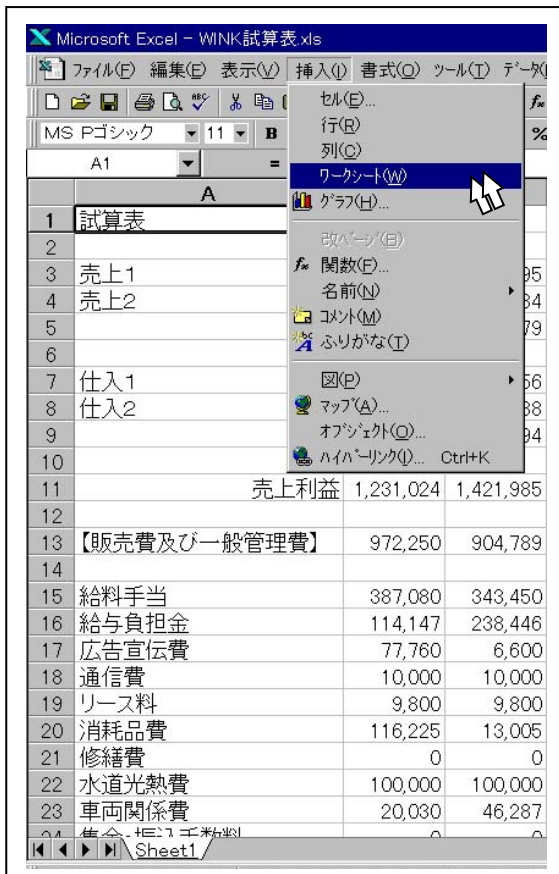 Microsoft Excel - WINK試算表.xls
ファイル(F) 編集(E) 表示(V) 挿入(I) 書式(O) ツール(T) データ(
MS Pゴシック 11 B %
A1 =
セル(E)...
行(R)
列(C)
ワークシート(W)
グラフ(H)...
改ページ(B)
関数(F)...
名前(N)
コメント(M)
ふりがな(T)
図(P)
マップ(A)...
オブジェクト(O)...
ハイパーリンク(I)... Ctrl+K
A
1 試算表
2
3 売上1 95
4 売上2 34
5 79
6
7 仕入1 56
8 仕入2 38
9 94
10
11 売上利益 1,231,024 1,421,985
12
13 【販売費及び一般管理費】 972,250 904,789
14
15 給料手当 387,080 343,450
16 給与負担金 114,147 238,446
17 広告宣伝費 77,760 6,600
18 通信費 10,000 10,000
19 リース料 9,800 9,800
20 消耗品費 116,225 13,005
21 修繕費 0 0
22 水道光熱費 100,000 100,000
23 車両関係費 20,030 46,287
Sheet1